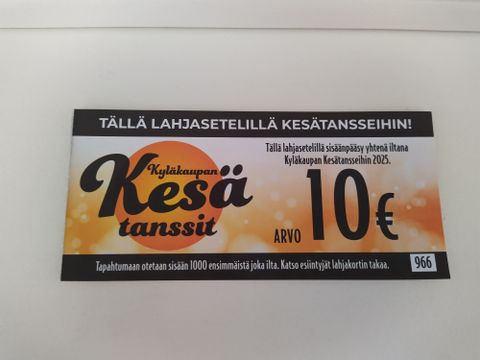 TÄLLÄ LAHJASETELILLÄ KESÄTANSSEIHIN!
Kyläkaupan
Kesä
tanssit
Tällä lahjasetelillä sisäänpääsy yhtenä iltana
Kyläkaupan Kesätansseihin 2025.
ARVO 10€
Tapahtumaan otetaan sisään 1000 ensimmäistä joka ilta. Katso esiintyjät lahjakortin takaa.
966